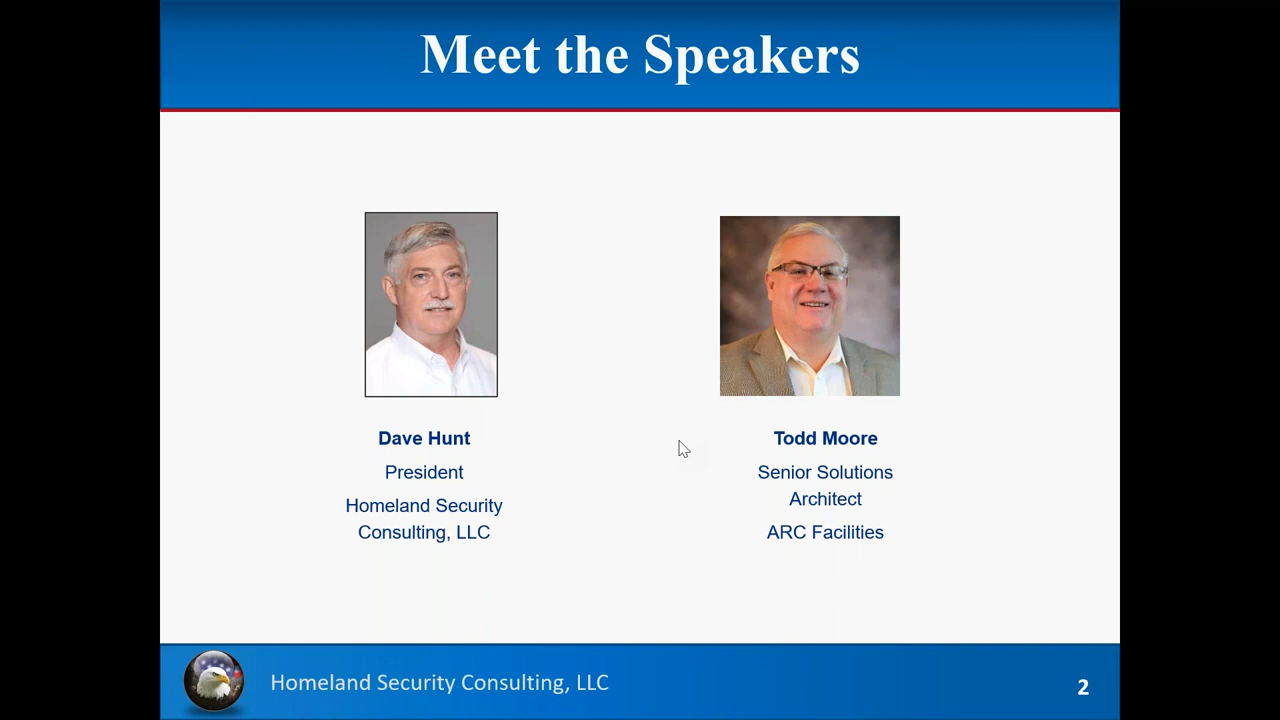 Meet the Speakers
Dave Hunt
President
Homeland Security
Consulting, LLC
Todd Moore
Senior Solutions
Architect
ARC Facilities
Homeland Security Consulting, LLC
2